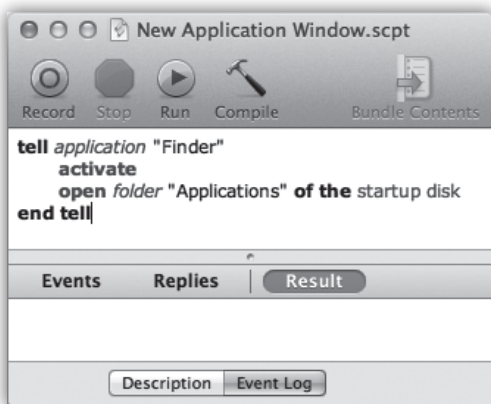 New Application Window.scpt
Record Stop Run Compile Bundle Contents
tell application "Finder"
activate
open folder "Applications" of the startup disk
end tell
Events Replies Result
Description Event Log